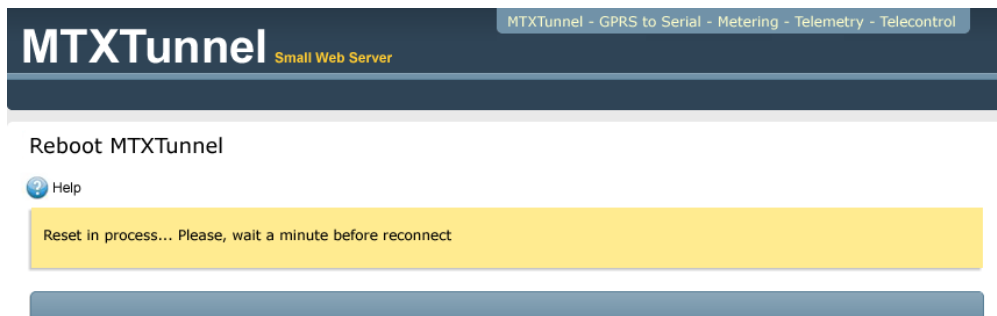 MTXTunnel - GPRS to Serial - Metering - Telemetry - Telecontrol
MTXTunnel Small Web Server
Reboot MTXTunnel
? Help
Reset in process... Please, wait a minute before reconnect